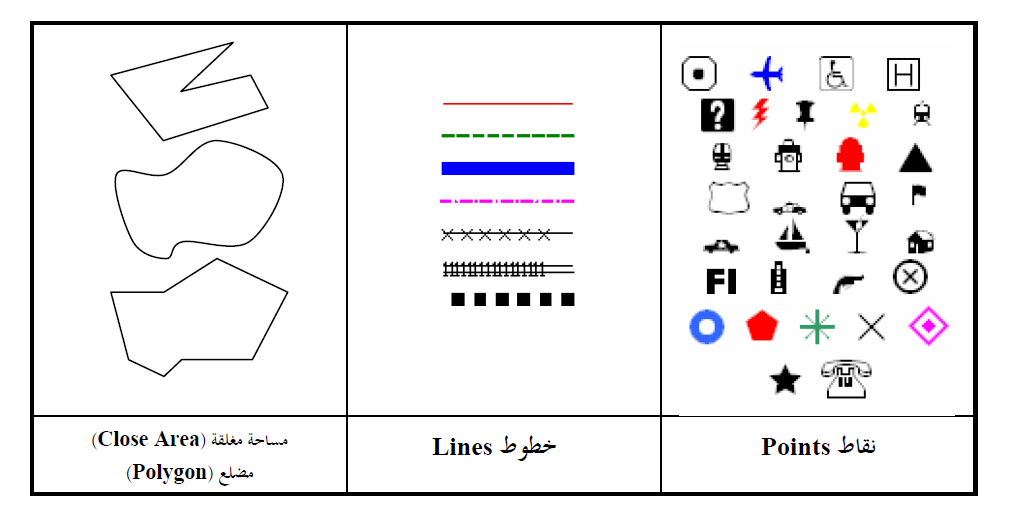 H
?
FI
نقاط Points
خطوط Lines
مساحة مغلقة (Close Area)
مضلع (Polygon)